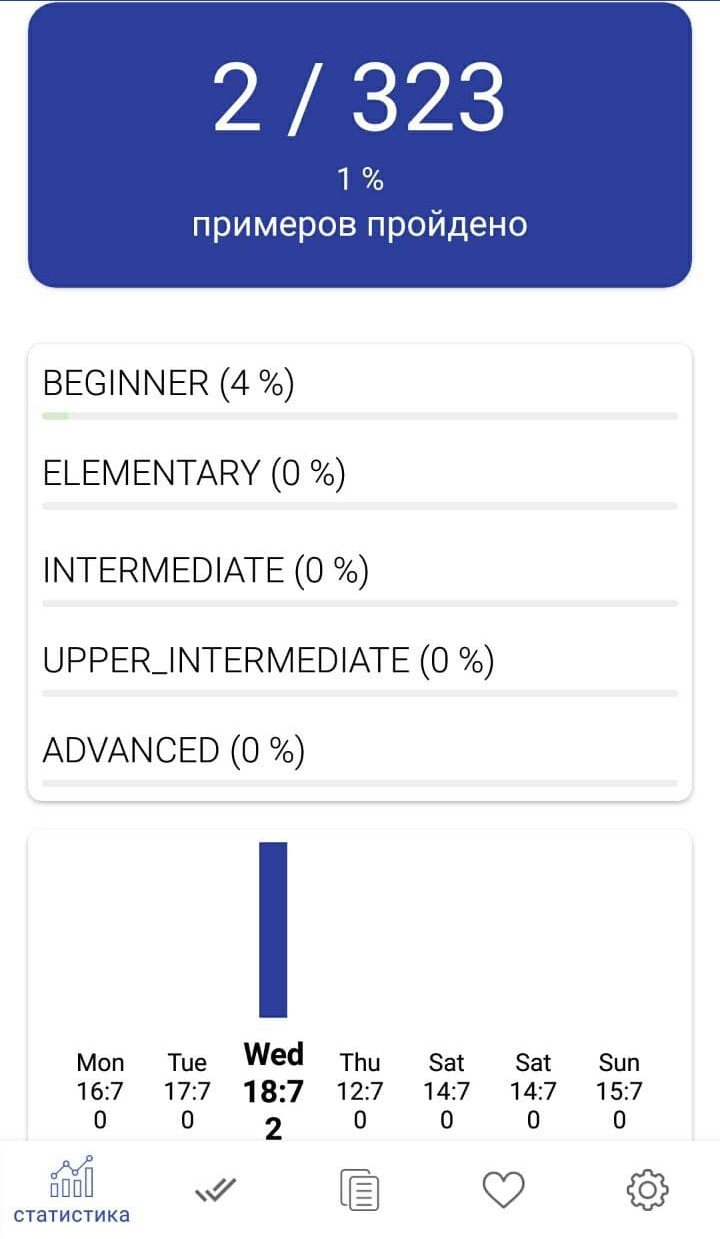 2 / 323
1 %
примеров пройдено
BEGINNER (4 %)
ELEMENTARY (0 %)
INTERMEDIATE (0 %)
UPPER_INTERMEDIATE (0 %)
ADVANCED (0 %)
Mon Tue Wed Thu Sat Sat Sun
16:7 17:7 18:7 12:7 14:7 14:7 15:7
0 0 2 0 0 0 0
статистика